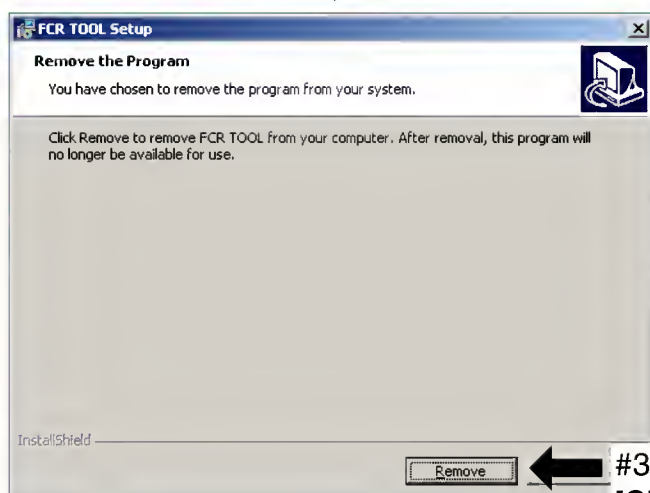 FCR TOOL Setup
Remove the Program
You have chosen to remove the program from your system.
Click Remove to remove FCR TOOL from your computer. After removal, this program will
no longer be available for use.
InstallShield
Remove
#3